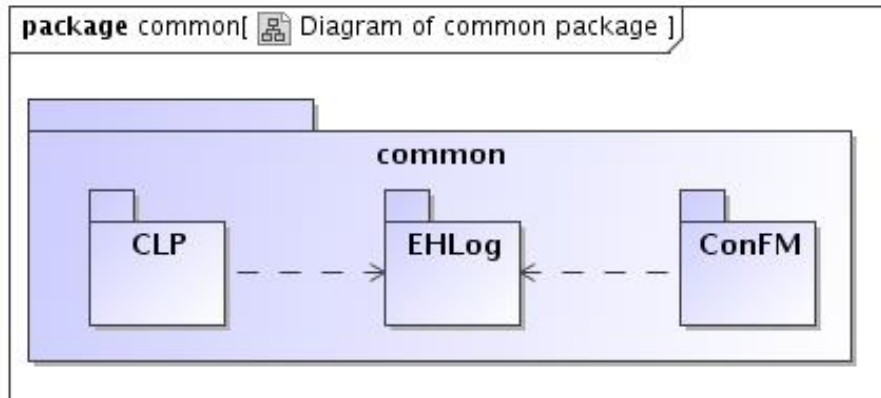 package common[ Diagram of common package ]
common
CLP
EHLog
ConFM